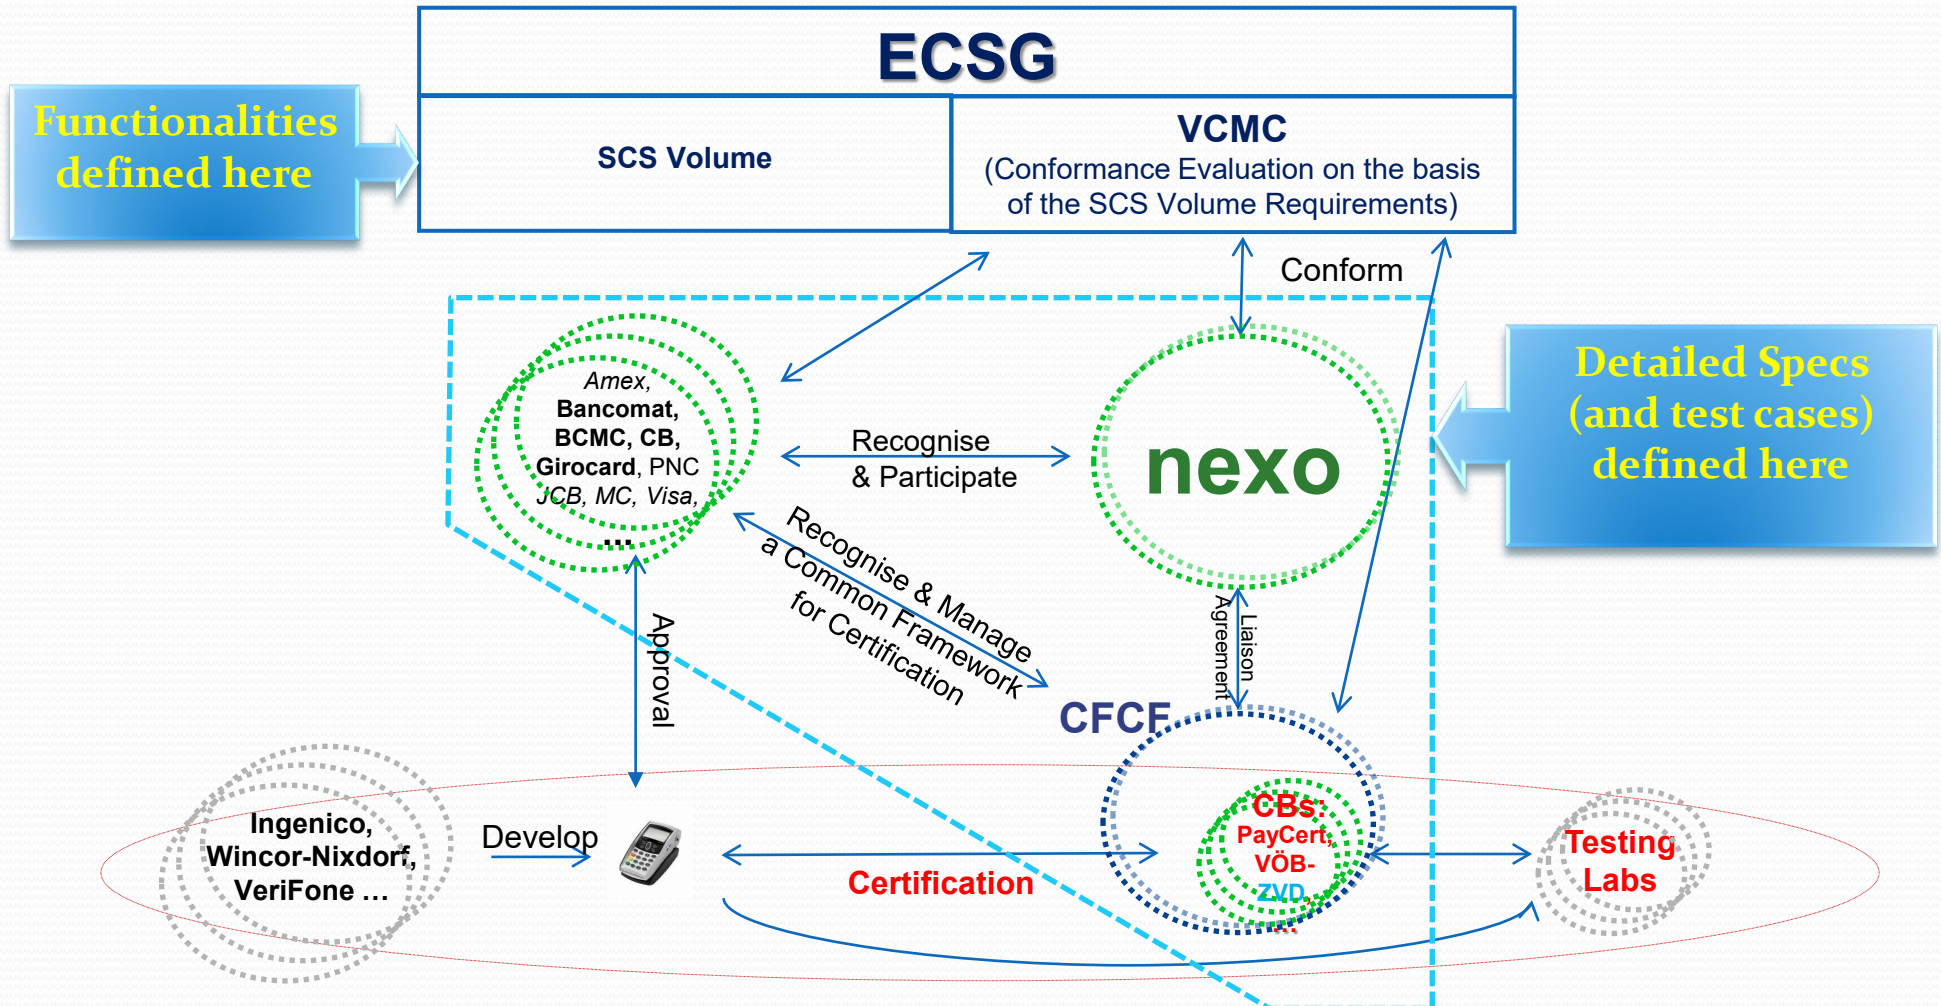 ECSG
Functionalities
defined here
SCS Volume
VCMC
(Conformance Evaluation on the basis
of the SCS Volume Requirements)
Conform
Amex,
Bancomat,
BCMC, CB,
Girocard, PNC
JCB, MC, Visa,
...
Recognise
& Participate
nexo
Detailed Specs
(and test cases)
defined here
Recognise & Manage
a Common Framework
for Certification
Liaison
Agreement
Approval
CFCF
Ingenico,
Wincor-Nixdorf,
VeriFone ...
Develop
Certification
CBs:
PayCert,
VÖB-
ZVD,
...
Testing
Labs